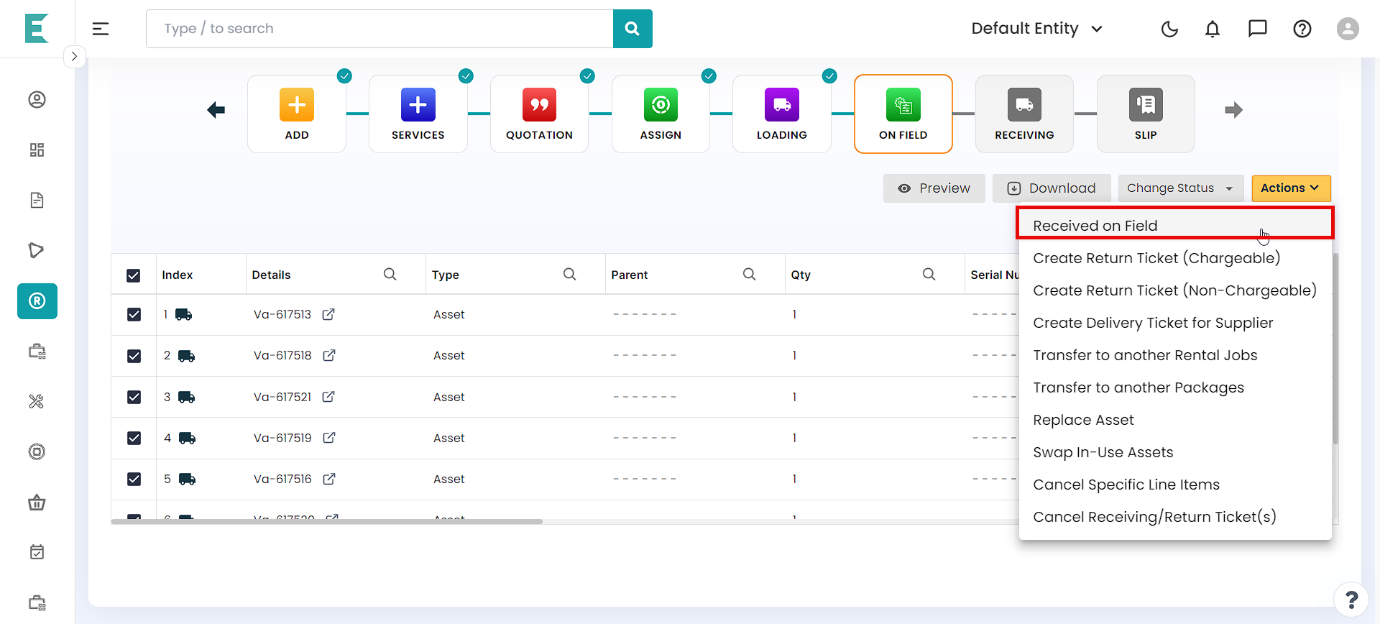 Type / to search
Default Entity
ADD
SERVICES
QUOTATION
ASSIGN
LOADING
ON FIELD
RECEIVING
SLIP
Preview
Download
Change Status
Actions
Received on Field
Create Return Ticket (Chargeable)
Create Return Ticket (Non-Chargeable)
Create Delivery Ticket for Supplier
Transfer to another Rental Jobs
Transfer to another Packages
Replace Asset
Swap In-Use Assets
Cancel Specific Line Items
Cancel Receiving/Return Ticket(s)
Index Details Type Parent Qty Serial Nu
1 Va-617513 Asset ------- 1 -----
2 Va-617518 Asset ------- 1 -----
3 Va-617521 Asset ------- 1 -----
4 Va-617519 Asset ------- 1 -----
5 Va-617516 Asset ------- 1 -----